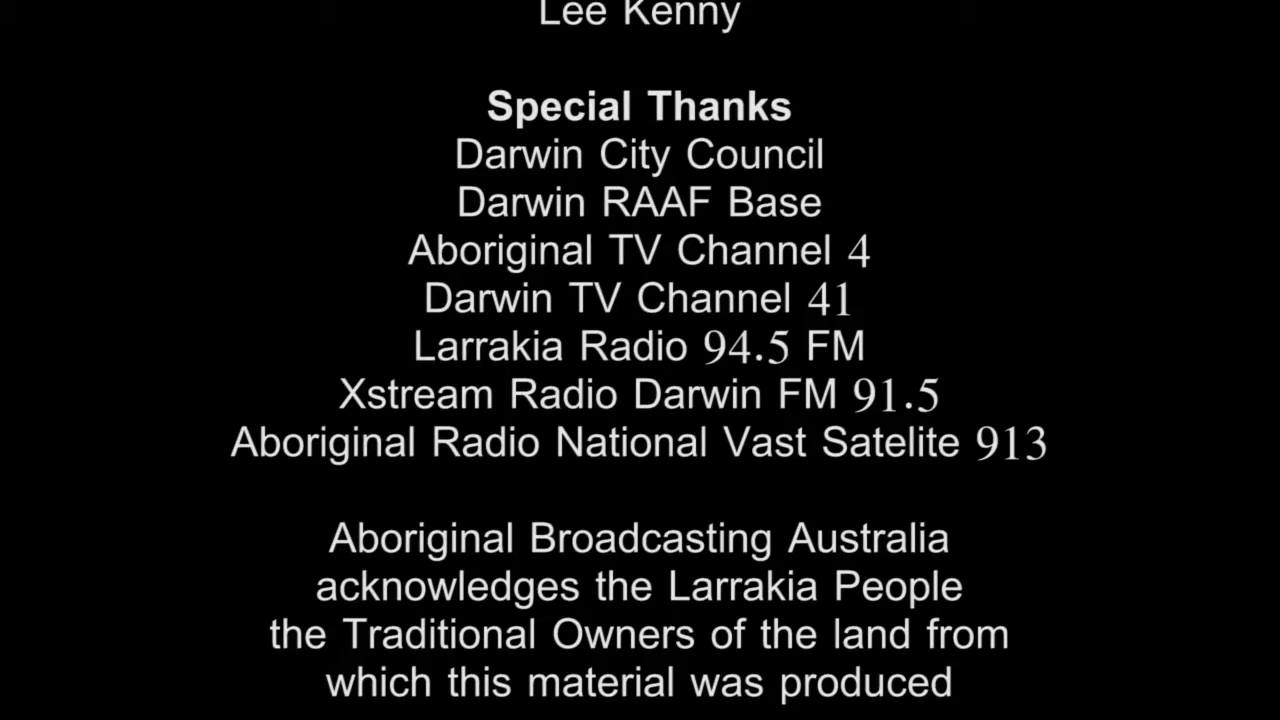 Lee Kenny
Special Thanks
Darwin City Council
Darwin RAAF Base
Aboriginal TV Channel 4
Darwin TV Channel 41
Larrakia Radio 94.5 FM
Xstream Radio Darwin FM 91.5
Aboriginal Radio National Vast Satelite 913
Aboriginal Broadcasting Australia
acknowledges the Larrakia People
the Traditional Owners of the land from
which this material was produced